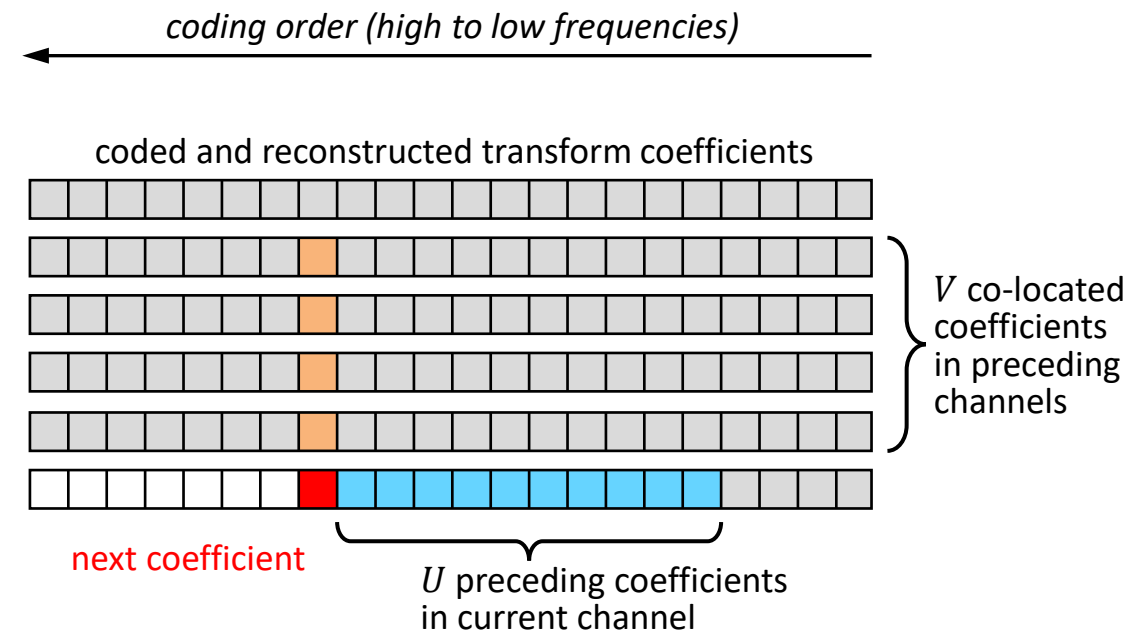 coding order (high to low frequencies)
coded and reconstructed transform coefficients
V co-located
coefficients
in preceding
channels
next coefficient
U preceding coefficients
in current channel